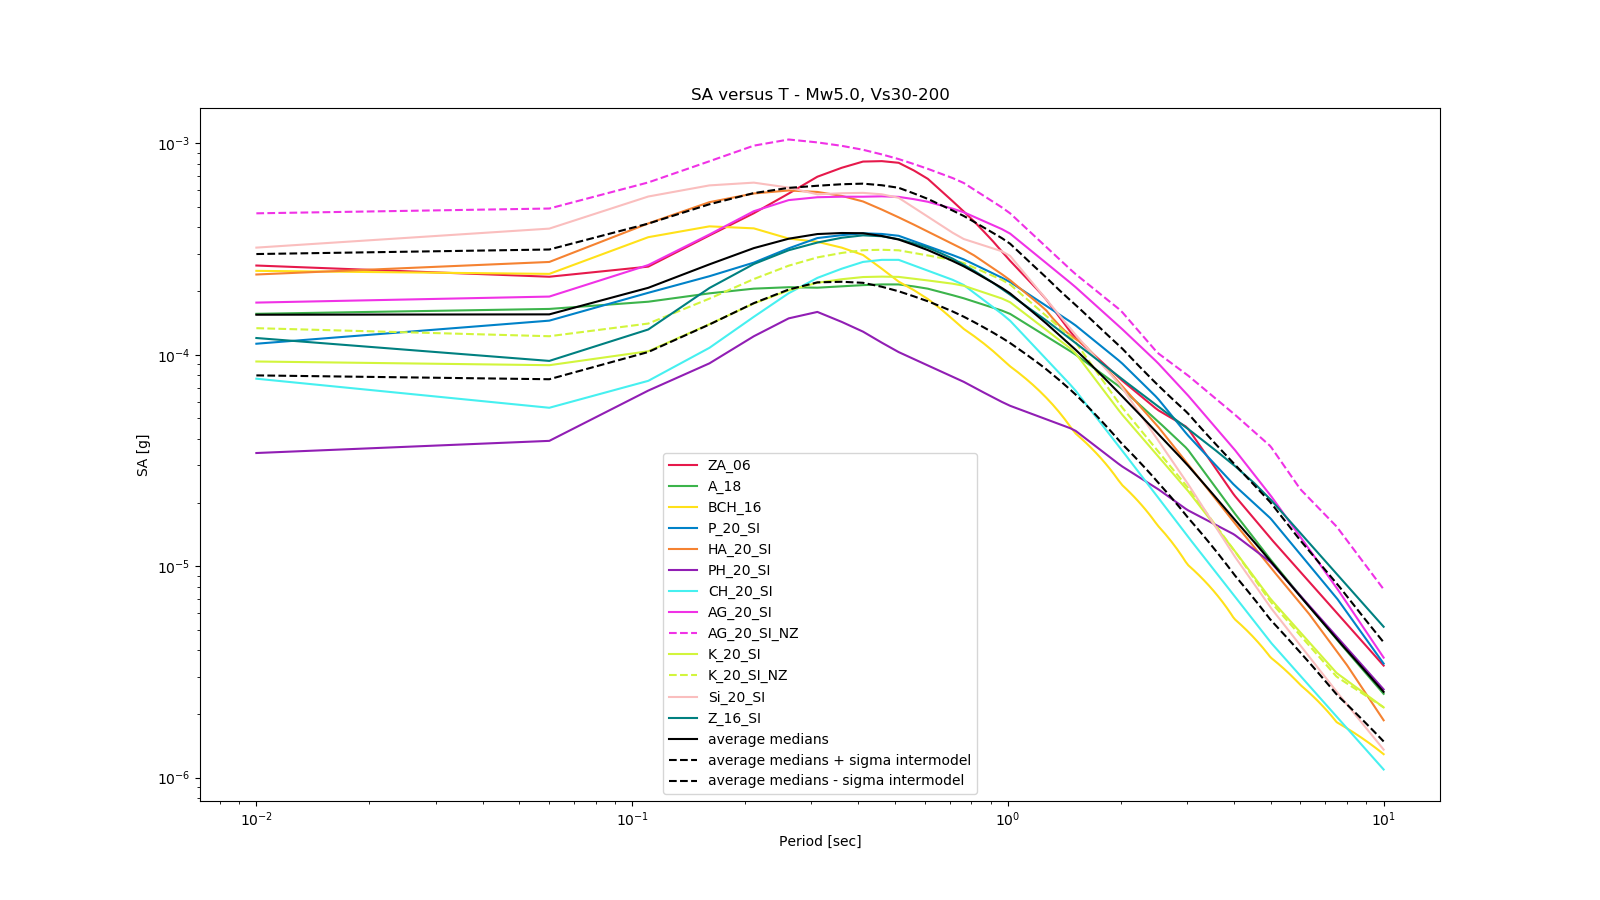 SA versus T - Mw5.0, Vs30-200
10⁻³
10⁻⁴
10⁻⁵
10⁻⁶
SA [g]
ZA_06
A_18
BCH_16
P_20_SI
HA_20_SI
PH_20_SI
CH_20_SI
AG_20_SI
AG_20_SI_NZ
K_20_SI
K_20_SI_NZ
Si_20_SI
Z_16_SI
average medians
average medians + sigma intermodel
average medians - sigma intermodel
10⁻² 10⁻¹ 10⁰ 10¹
Period [sec]